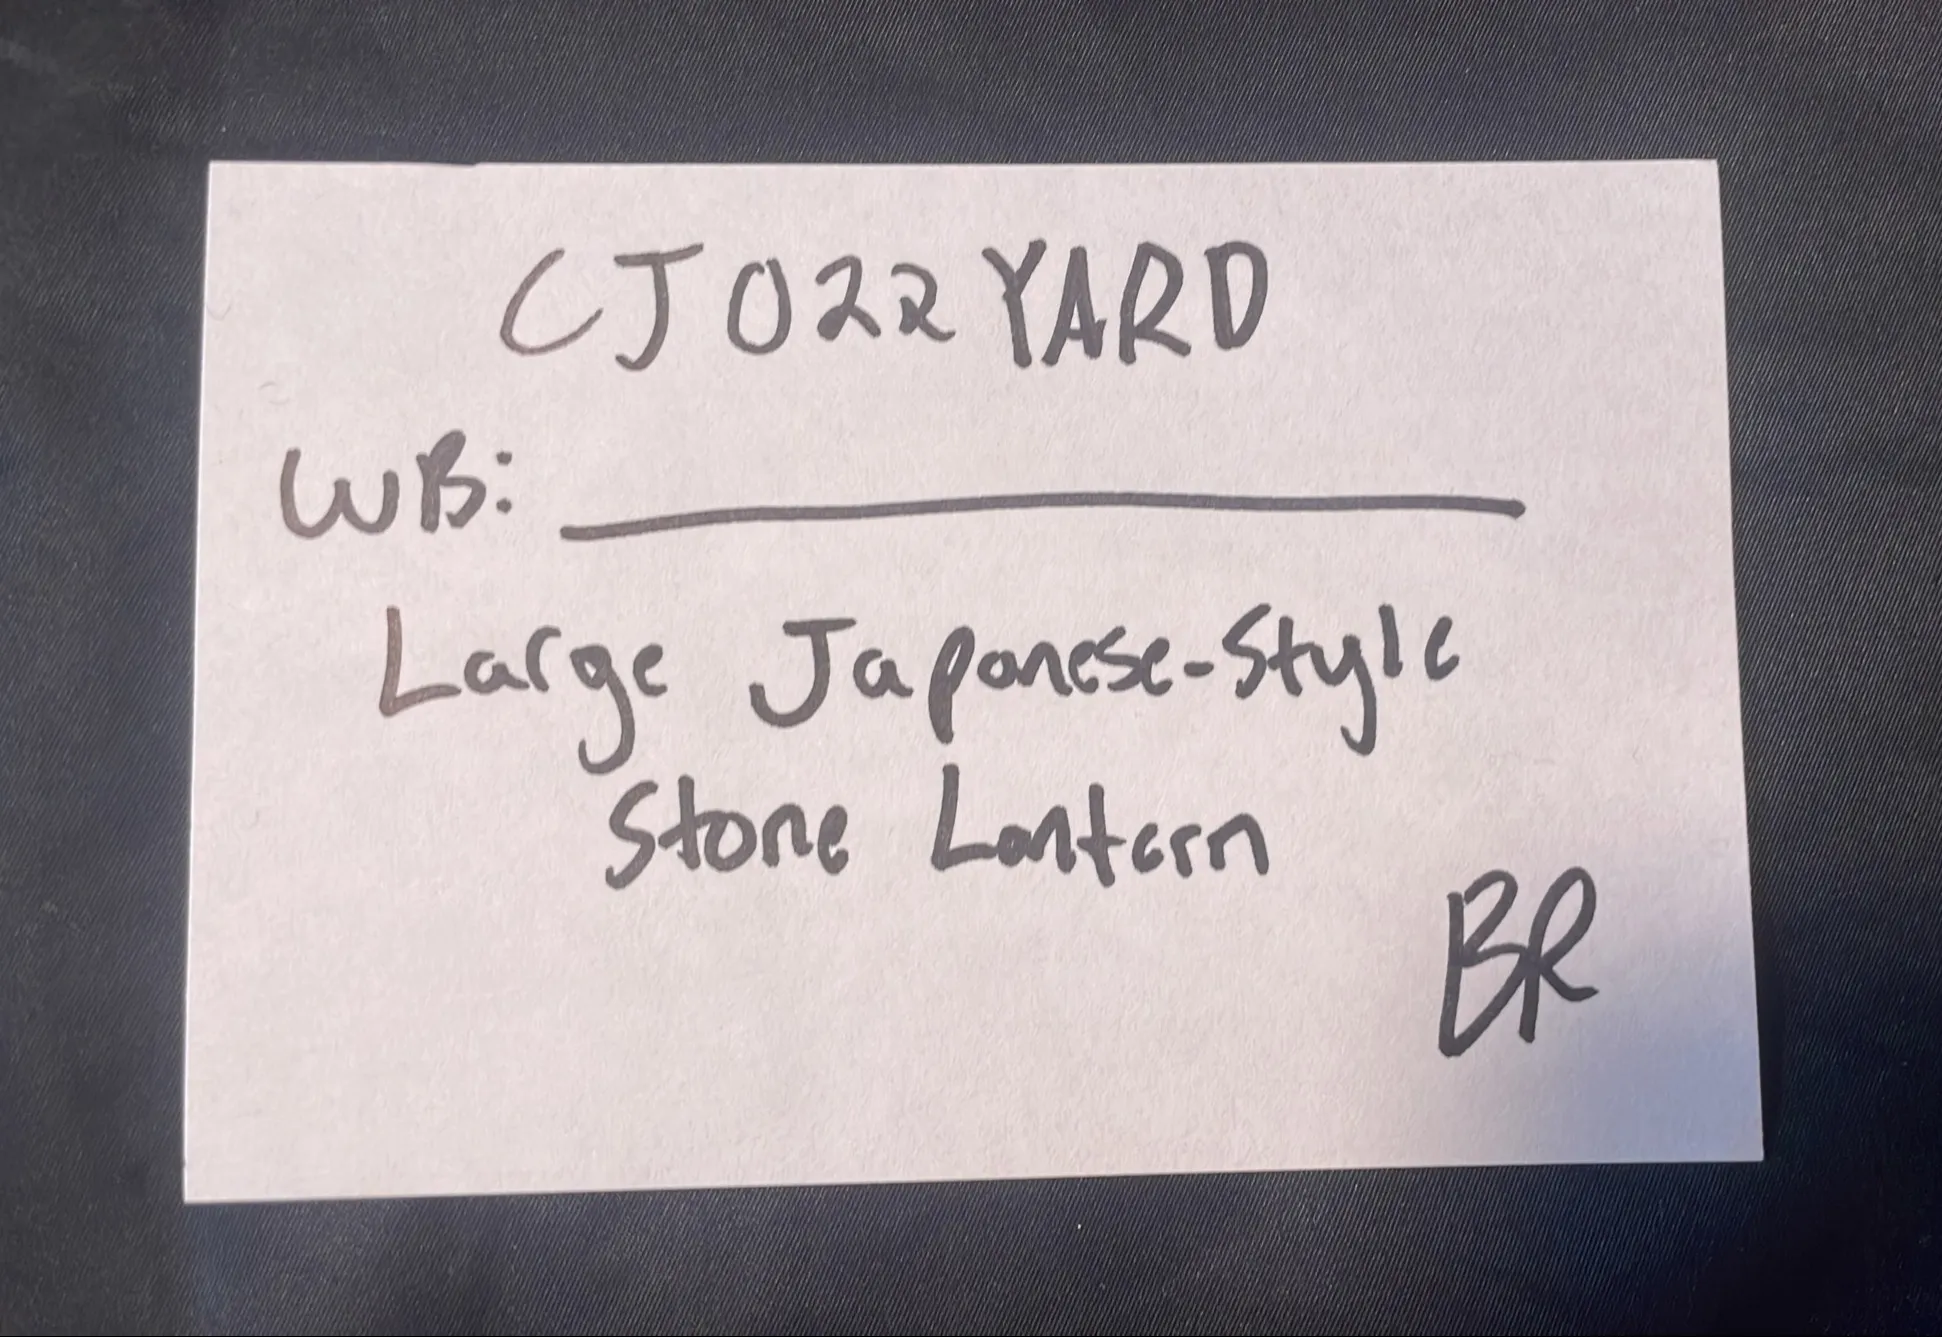 CJ022YARD
WB: ___________
Large Japanese-Style
Stone Lantern
BR